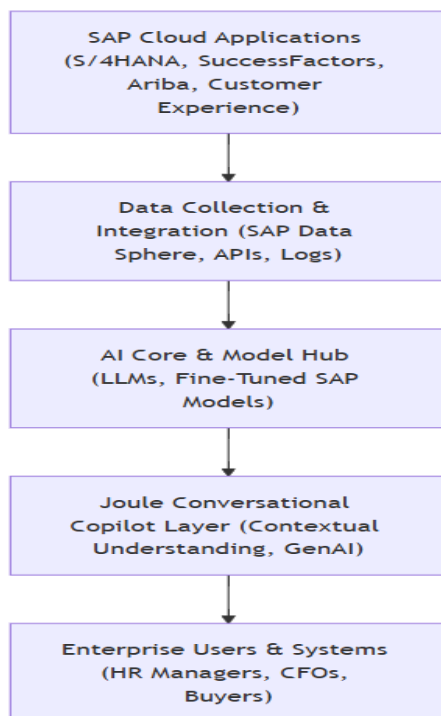 SAP Cloud Applications
(S/4HANA, SuccessFactors,
Ariba, Customer
Experience)
Data Collection &
Integration (SAP Data
Sphere, APIs, Logs)
AI Core & Model Hub
(LLMs, Fine-Tuned SAP
Models)
Joule Conversational
Copilot Layer (Contextual
Understanding, GenAI)
Enterprise Users & Systems
(HR Managers, CFOs,
Buyers)